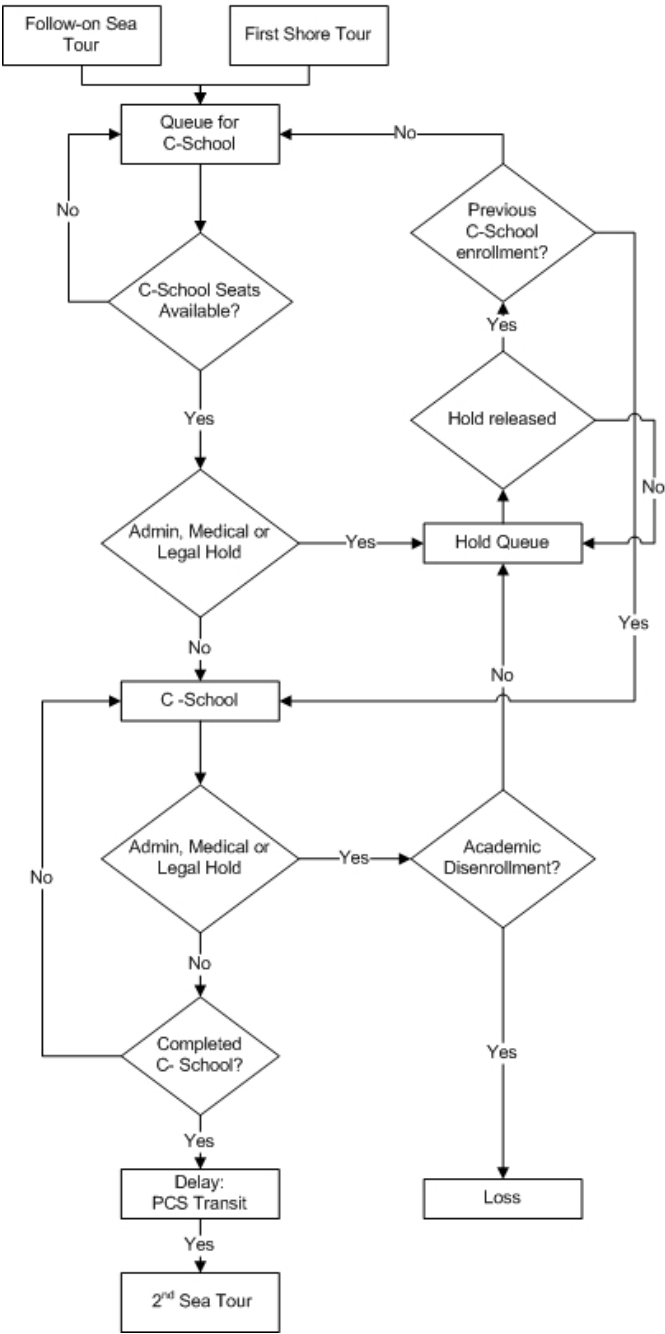 Follow-on Sea
Tour
First Shore Tour
Queue for
C-School
No
No
Previous
C-School
enrollment?
C-School Seats
Available?
Yes
Hold released
Yes
No
Admin, Medical or
Legal Hold
Yes
Hold Queue
Yes
No
No
C -School
Admin, Medical or
Legal Hold
Yes
Academic
Disenrollment?
No
No
Completed
C- School?
Yes
Yes
Delay:
PCS Transit
Loss
Yes
2nd Sea Tour